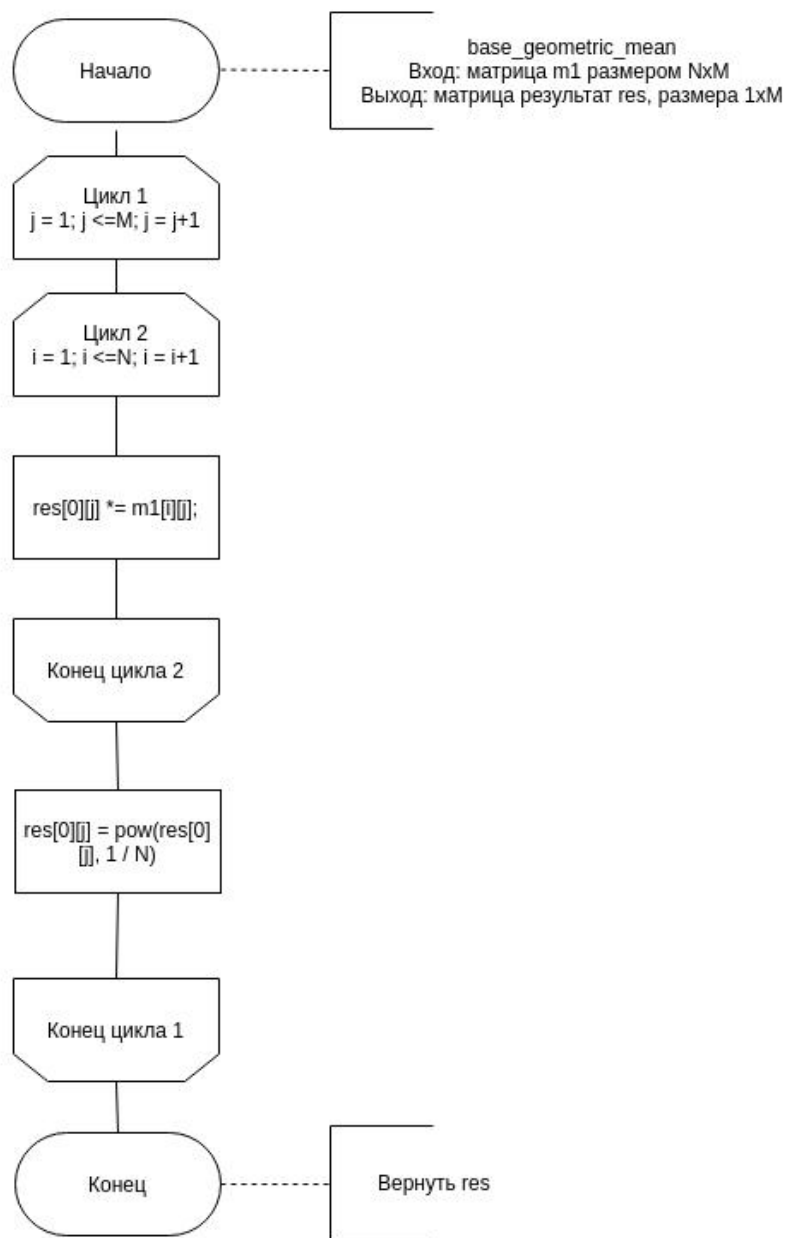 Начало
base_geometric_mean
Вход: матрица m1 размером NxM
Выход: матрица результат res, размера 1xM
Цикл 1
j = 1; j <=M; j = j+1
Цикл 2
i = 1; i <=N; i = i+1
res[0][j] *= m1[i][j];
Конец цикла 2
res[0][j] = pow(res[0]
[j], 1 / N)
Конец цикла 1
Конец
Вернуть res